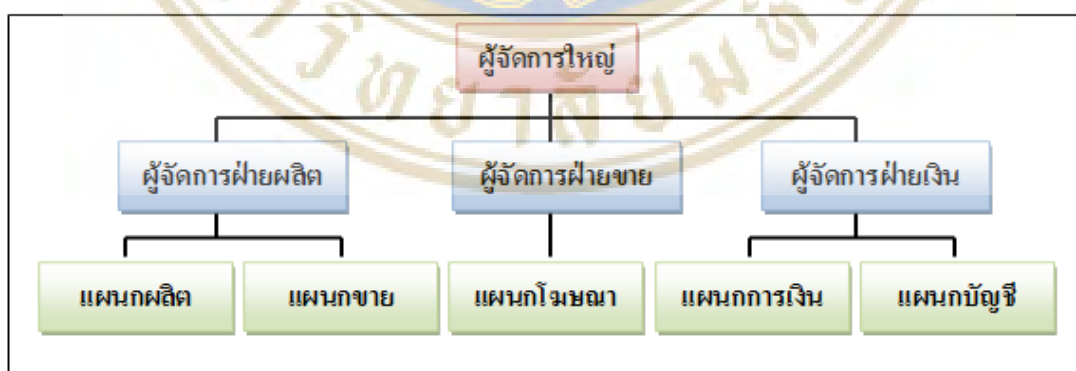 ผู้จัดการใหญ่
ผู้จัดการฝ่ายผลิต ผู้จัดการฝ่ายขาย ผู้จัดการฝ่ายเงิน
แผนกผลิต แผนกขาย แผนกโฆษณา แผนกการเงิน แผนกบัญชี